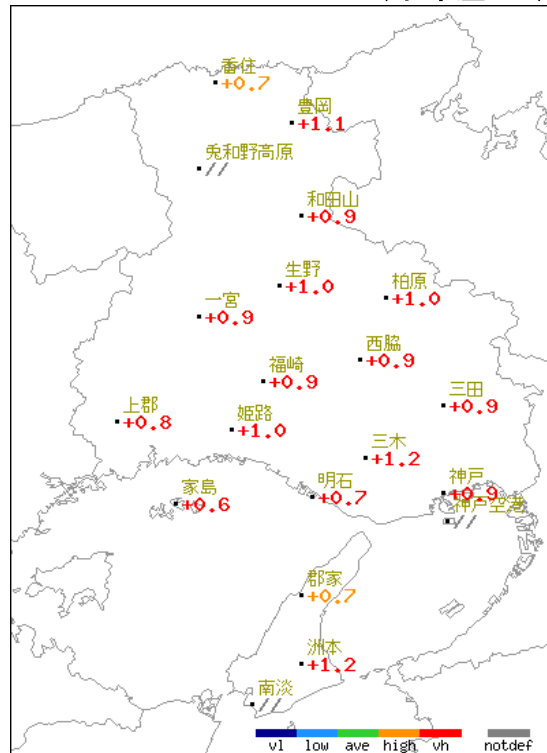 香住
+0.7
豊岡
+1.1
兎和野高原
//
和田山
+0.9
生野
+1.0
柏原
+1.0
一宮
+0.9
西脇
+0.9
福崎
+0.9
三田
+0.9
上郡
+0.8
姫路
+1.0
三木
+1.2
家島
+0.6
明石
+0.7
神戸
+0.9
神戸空港
//
郡家
+0.7
洲本
+1.2
南淡
//
vl low ave high vh notdef